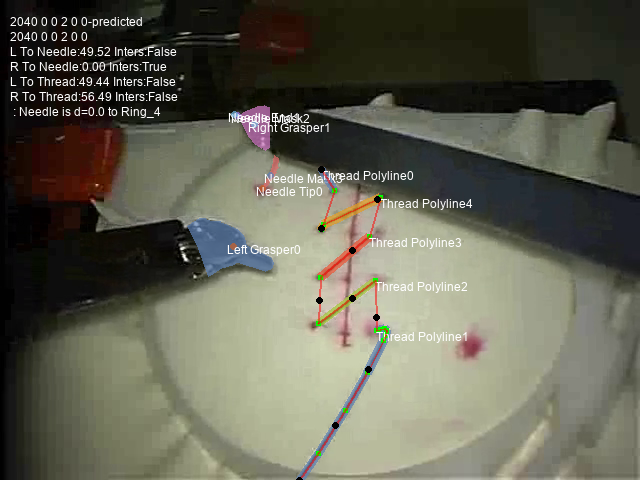 2040 0 0 2 0 0-predicted
2040 0 0 2 0 0
L To Needle:49.52 Inters:False
R To Needle:0.00 Inters:True
L To Thread:49.44 Inters:False
R To Thread:56.49 Inters:False
: Needle is d=0.0 to Ring_4
Right Grasper1
Thread Polyline0
Needle Tip0
Thread Polyline4
Thread Polyline3
Left Grasper0
Thread Polyline2
Thread Polyline1